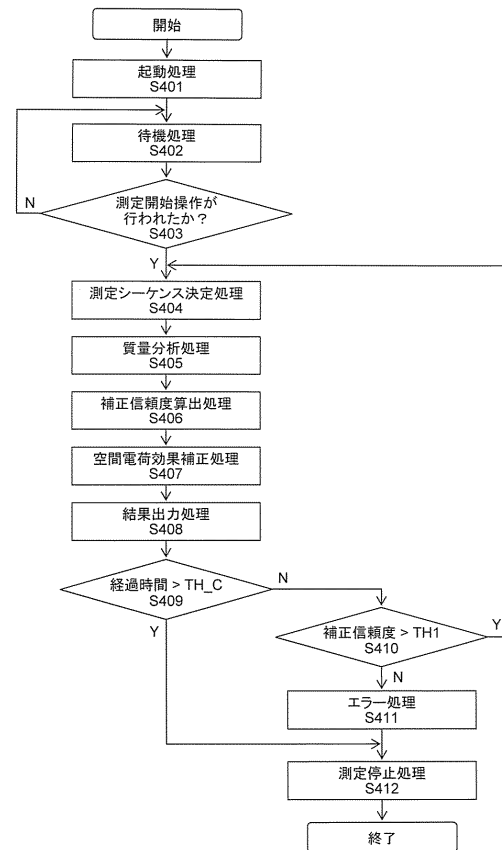 開始
起動処理
S401
待機処理
S402
N
測定開始操作が
行われたか？
S403
Y
測定シーケンス決定処理
S404
質量分析処理
S405
補正信頼度算出処理
S406
空間電荷効果補正処理
S407
結果出力処理
S408
経過時間 > TH_C
S409
N
Y
補正信頼度 > TH1
S410
Y
N
エラー処理
S411
測定停止処理
S412
終了